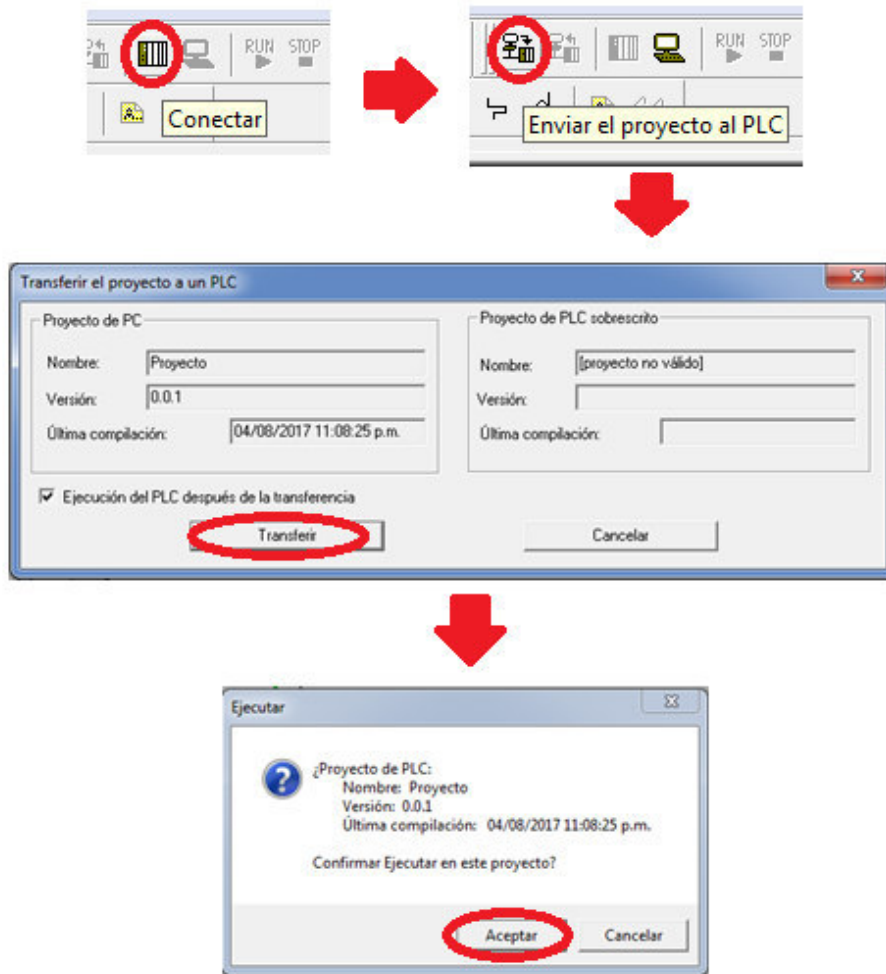 RUN STOP
A..
Conectar
RUN STOP
Enviar el proyecto al PLC
Transferir el proyecto a un PLC
Proyecto de PC
Nombre: Proyecto
Versión: 0.0.1
Última compilación: 04/08/2017 11:08:25 p.m.
Proyecto de PLC sobrescrito
Nombre: [proyecto no válido]
Versión:
Última compilación:
Ejecución del PLC después de la transferencia
Transferir Cancelar
Ejecutar
¿Proyecto de PLC:
Nombre: Proyecto
Versión: 0.0.1
Última compilación: 04/08/2017 11:08:25 p.m.
Confirmar Ejecutar en este proyecto?
Aceptar Cancelar